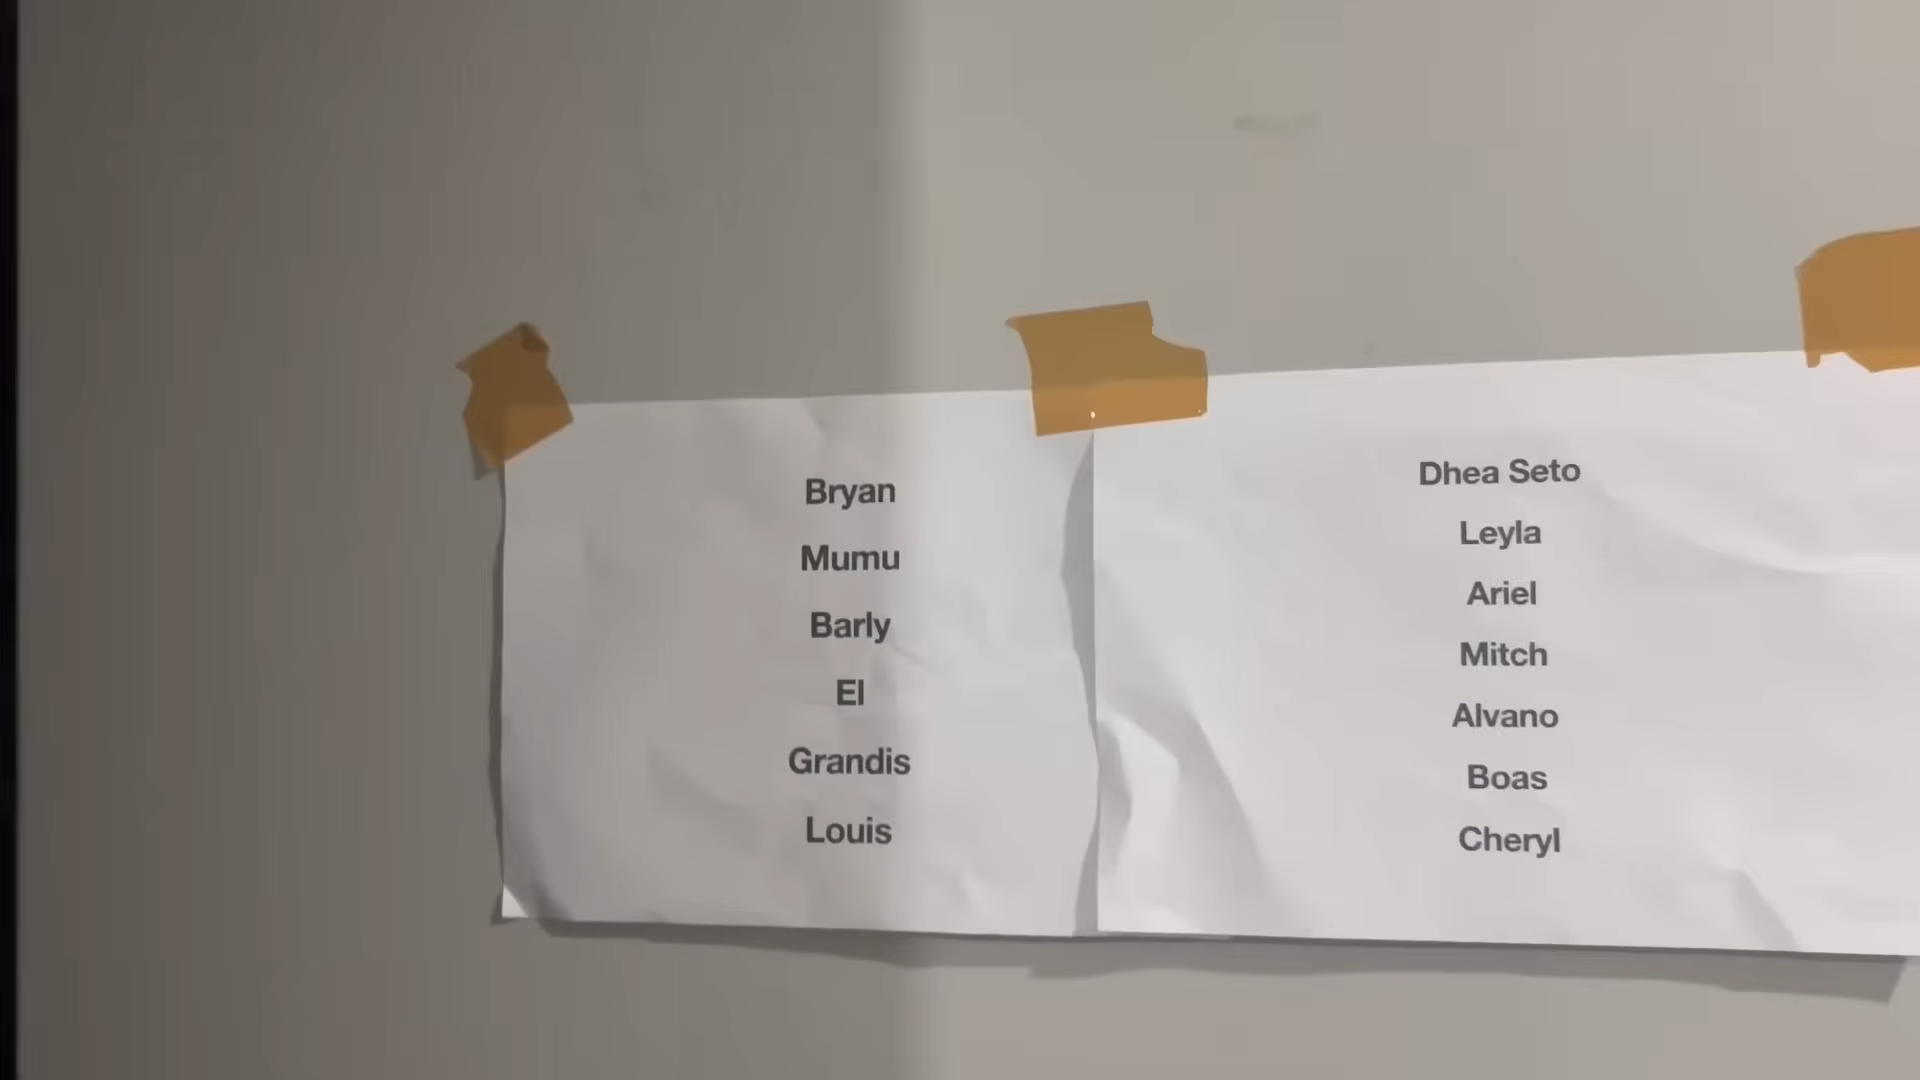 Bryan
Mumu
Barly
El
Grandis
Louis
Dhea Seto
Leyla
Ariel
Mitch
Alvano
Boas
Cheryl